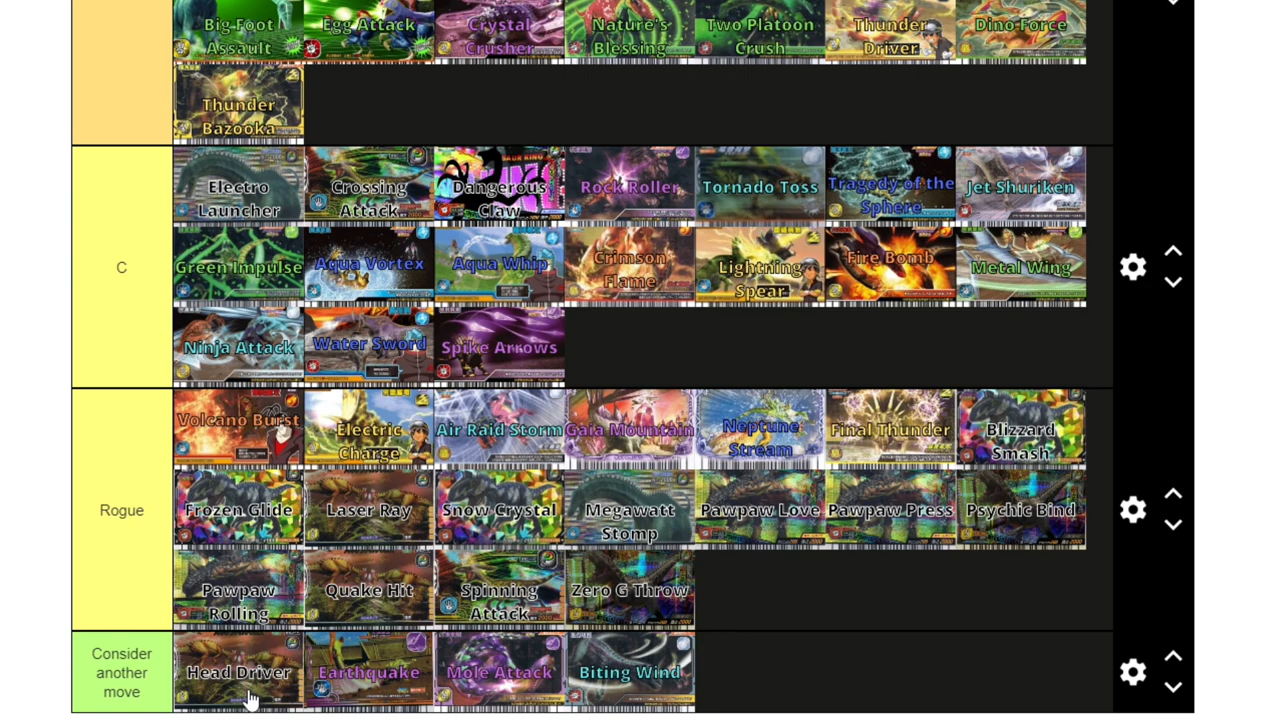 Big Foot
Assault
Egg Attack
Crystal
Crusher
Nature's
Blessing
Two Platoon
Crush
Thunder
Driver
Dino Force
Thunder
Bazooka
C
Electro
Launcher
Crossing
Attack
Dangerous
Claw
Rock Roller
Tornado Toss
Tragedy of the
Sphere
Jet Shuriken
Green Impulse
Aqua Vortex
Aqua Whip
Crimson
Flame
Lightning
Spear
Fire Bomb
Metal Wing
Ninja Attack
Water Sword
Spike Arrows
Rogue
Volcano Burst
Electric
Charge
Air Raid Storm
Gaia Mountain
Neptune
Stream
Final Thunder
Blizzard
Smash
Frozen Glide
Laser Ray
Snow Crystal
Megawatt
Stomp
Pawpaw Love
Pawpaw Press
Psychic Bind
Pawpaw
Rolling
Quake Hit
Spinning
Attack
Zero G Throw
Consider
another
move
Head Driver
Earthquake
Mole Attack
Biting Wind